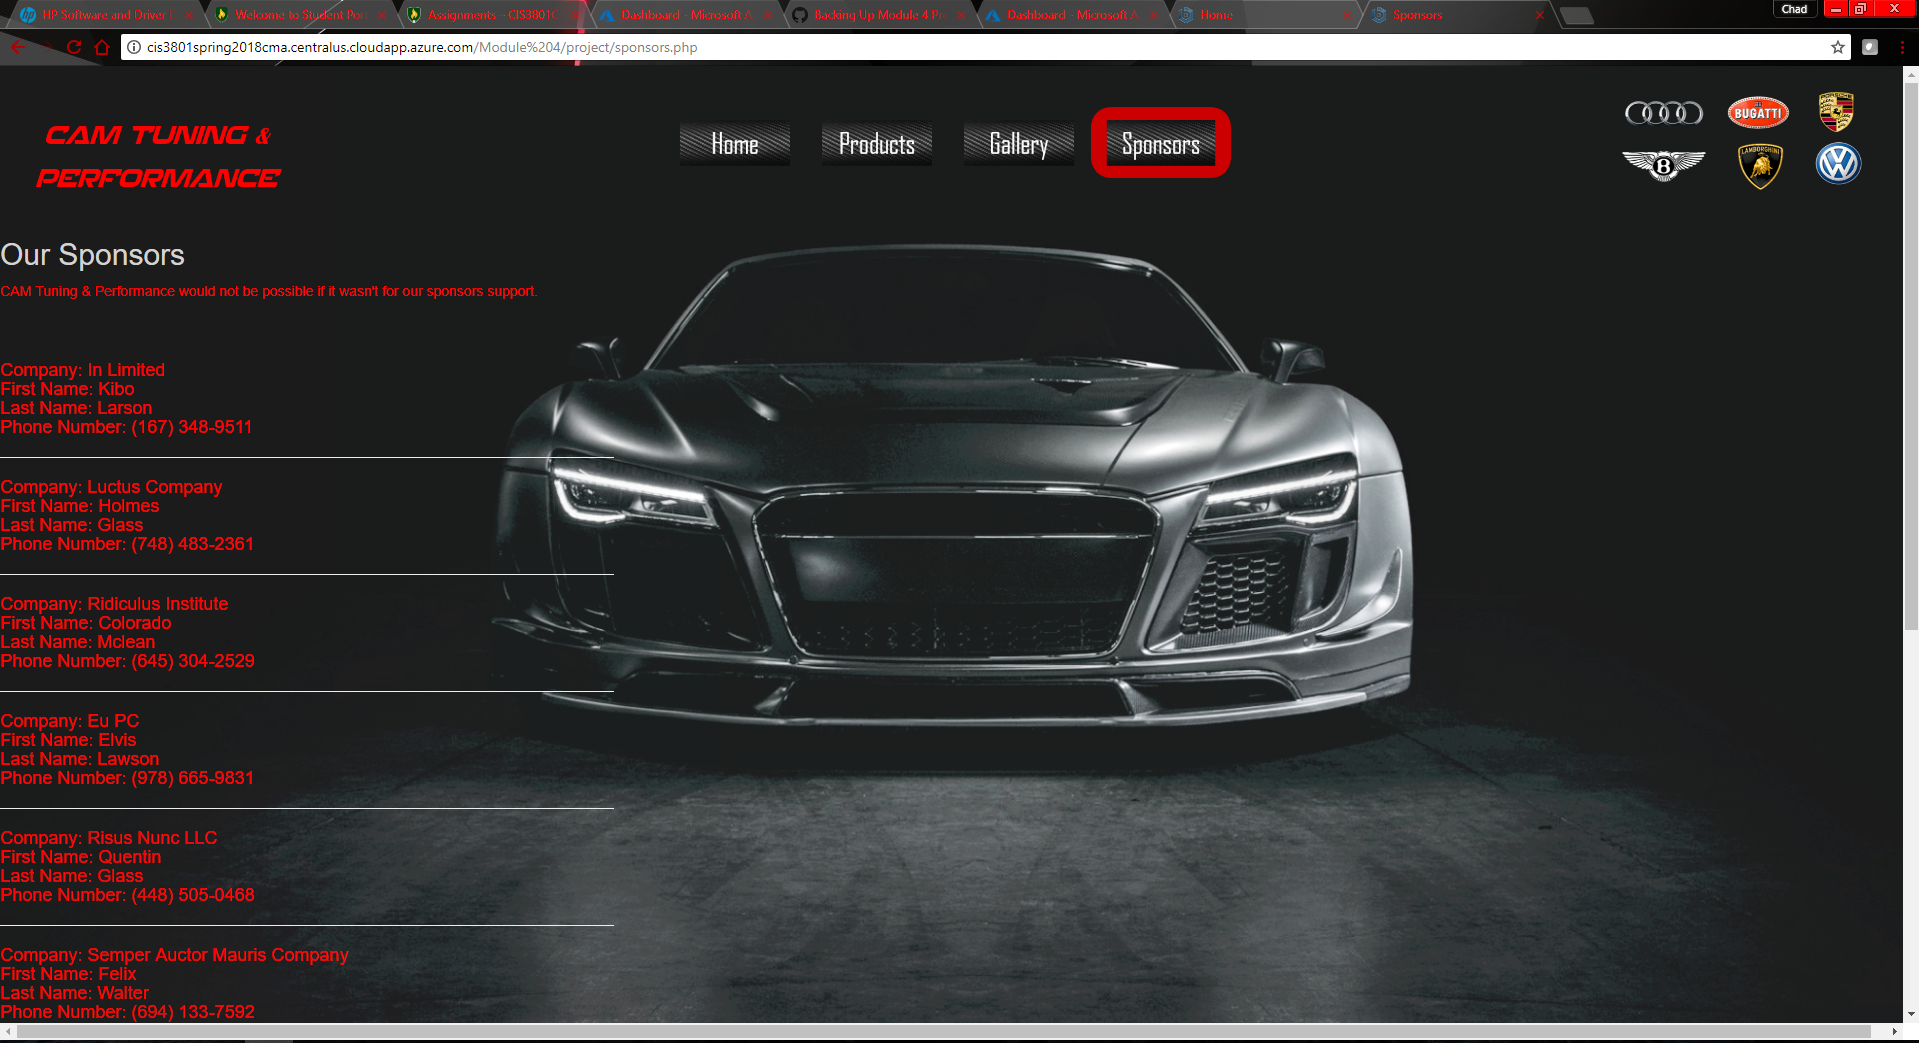 HP Software and Driver
Welcome to Student Port
Assignments - CIS3801C
Dashboard - Microsoft A
Backing Up Module 4 Pr
Dashboard - Microsoft A
Home
Sponsors
Chad
cis3801spring2018cma.centralus.cloudapp.azure.com/Module%204/project/sponsors.php
CAM TUNING &
PERFORMANCE
Home
Products
Gallery
Sponsors
BUGATTI
PORSCHE
B
LAMBORGHINI
Our Sponsors
CAM Tuning & Performance would not be possible if it wasn't for our sponsors support.
Company: In Limited
First Name: Kibo
Last Name: Larson
Phone Number: (167) 348-9511
Company: Luctus Company
First Name: Holmes
Last Name: Glass
Phone Number: (748) 483-2361
Company: Ridiculus Institute
First Name: Colorado
Last Name: Mclean
Phone Number: (645) 304-2529
Company: Eu PC
First Name: Elvis
Last Name: Lawson
Phone Number: (978) 665-9831
Company: Risus Nunc LLC
First Name: Quentin
Last Name: Glass
Phone Number: (448) 505-0468
Company: Semper Auctor Mauris Company
First Name: Felix
Last Name: Walter
Phone Number: (694) 133-7592